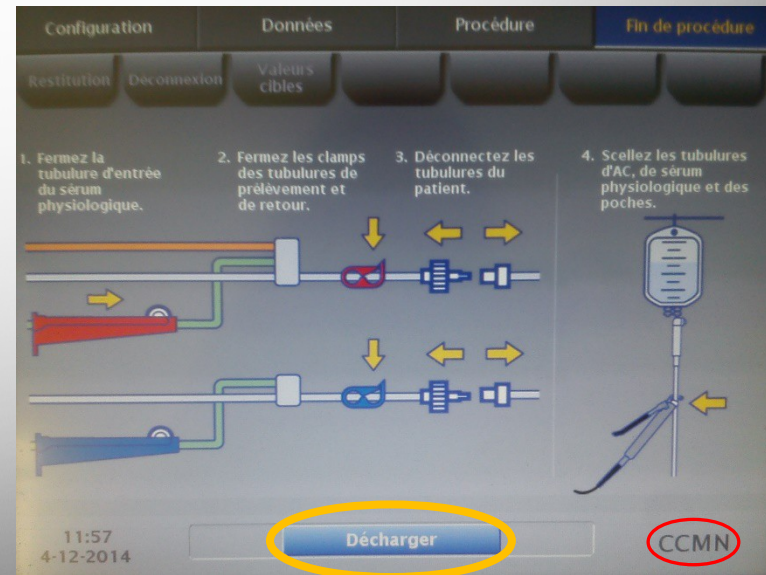 Configuration
Données
Procédure
Fin de procédure
Restitution
Déconnexion
Valeurs
cibles
1. Fermez la
tubulure d'entrée
du sérum
physiologique.
2. Fermez les clamps
des tubulures de
prélèvement et
de retour.
3. Déconnectez les
tubulures du
patient.
4. Scellez les tubulures
d'AC, de sérum
physiologique et des
poches.
11:57
4-12-2014
Décharger
CCMN